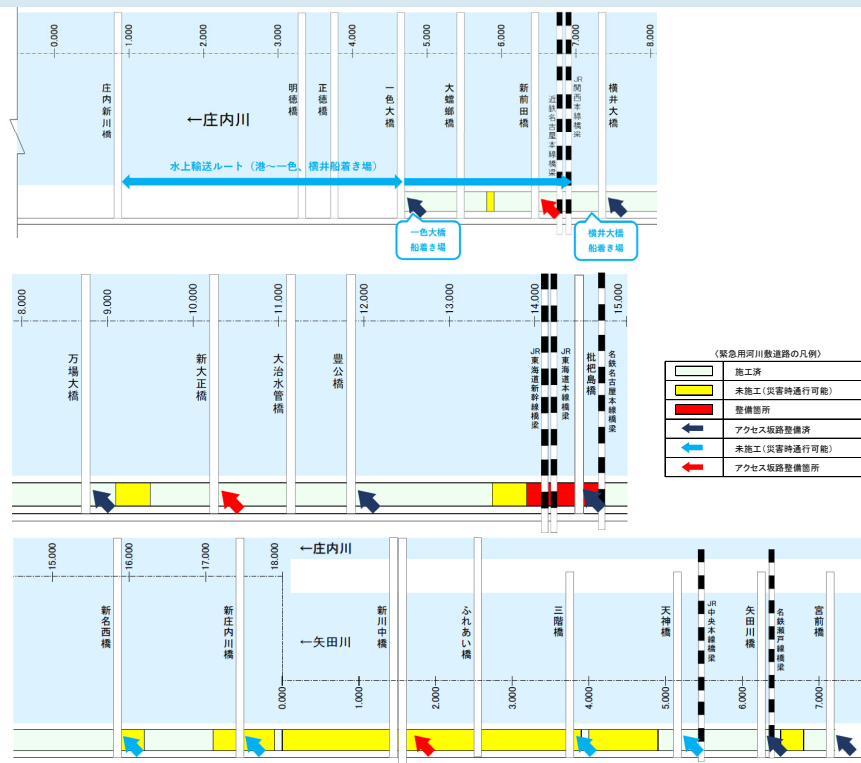 0.000
1.000
2.000
3.000
4.000
5.000
6.000
7.000
8.000
庄内新川橋
明徳橋
正徳橋
一色大橋
大蟷螂橋
新前田橋
近鉄名古屋本線橋梁
JR関西本線橋梁
横井大橋
←庄内川
水上輸送ルート（港～一色、横井船着き場）
一色大橋
船着き場
横井大橋
船着き場
8.000
9.000
10.000
11.000
12.000
13.000
14.000
15.000
万場大橋
新大正橋
大治水管橋
豊公橋
JR東海道新幹線橋梁
JR東海道本線橋梁
枇杷島橋
名鉄名古屋本線橋梁
〈緊急用河川敷道路の凡例〉
施工済
未施工（災害時通行可能）
整備箇所
アクセス坂路整備済
未施工（災害時通行可能）
アクセス坂路整備箇所
15.000
16.000
17.000
18.000
←庄内川
新名西橋
新庄内川橋
←矢田川
新川中橋
ふれあい橋
三階橋
天神橋
JR中央本線橋梁
矢田川橋
名鉄瀬戸線橋梁
宮前橋
0.000
1.000
2.000
3.000
4.000
5.000
6.000
7.000